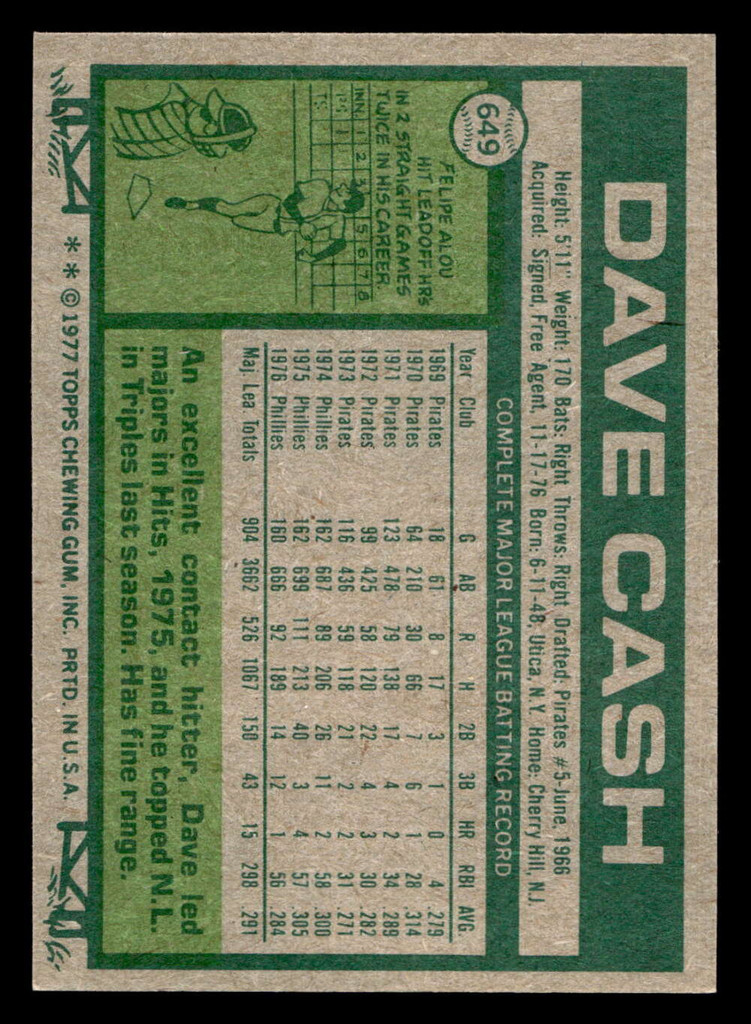 649
DAVE CASH
Height: 5'11" Weight: 170 Bats: Right Throws: Right Drafted: Pirates #5-June, 1966
Acquired: Signed, Free Agent, 11-17-76 Born: 6-11-48, Utica, N.Y. Home: Cherry Hill, N.J.
COMPLETE MAJOR LEAGUE BATTING RECORD
Year Club G AB R H 2B 3B HR RBI AVG.
1969 Pirates 18 61 8 17 3 1 0 4 .279
1970 Pirates 64 210 30 66 7 6 1 28 .314
1971 Pirates 123 478 79 138 17 4 2 34 .289
1972 Pirates 99 425 58 120 22 4 3 30 .282
1973 Pirates 116 436 59 118 21 2 2 31 .271
1974 Phillies 162 687 89 206 26 11 2 58 .300
1975 Phillies 162 699 111 213 40 3 4 57 .305
1976 Phillies 160 666 92 189 14 12 1 56 .284
Maj. Lea. Totals 904 3662 526 1067 150 43 15 298 .291
FELIPE ALOU
HIT LEADOFF HRs
IN 2 STRAIGHT GAMES
TWICE IN HIS CAREER
INN. 1 2 3 5 6 7 8
An excellent contact hitter, Dave led
majors in Hits, 1975, and he topped N.L.
in Triples last season. Has fine range.
* * © 1977 TOPPS CHEWING GUM, INC. PRTD. IN U.S.A.